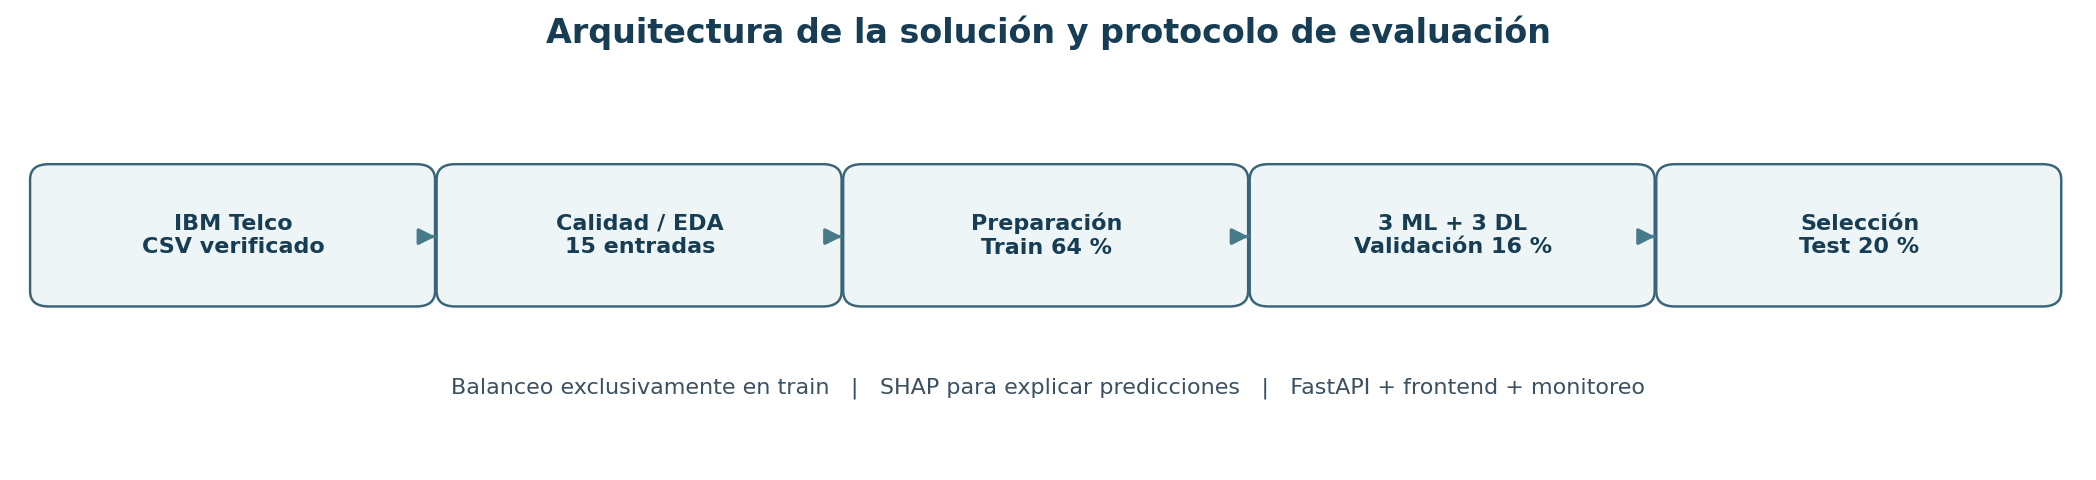 Arquitectura de la solución y protocolo de evaluación
IBM Telco
CSV verificado
Calidad / EDA
15 entradas
Preparación
Train 64 %
3 ML + 3 DL
Validación 16 %
Selección
Test 20 %
Balanceo exclusivamente en train | SHAP para explicar predicciones | FastAPI + frontend + monitoreo